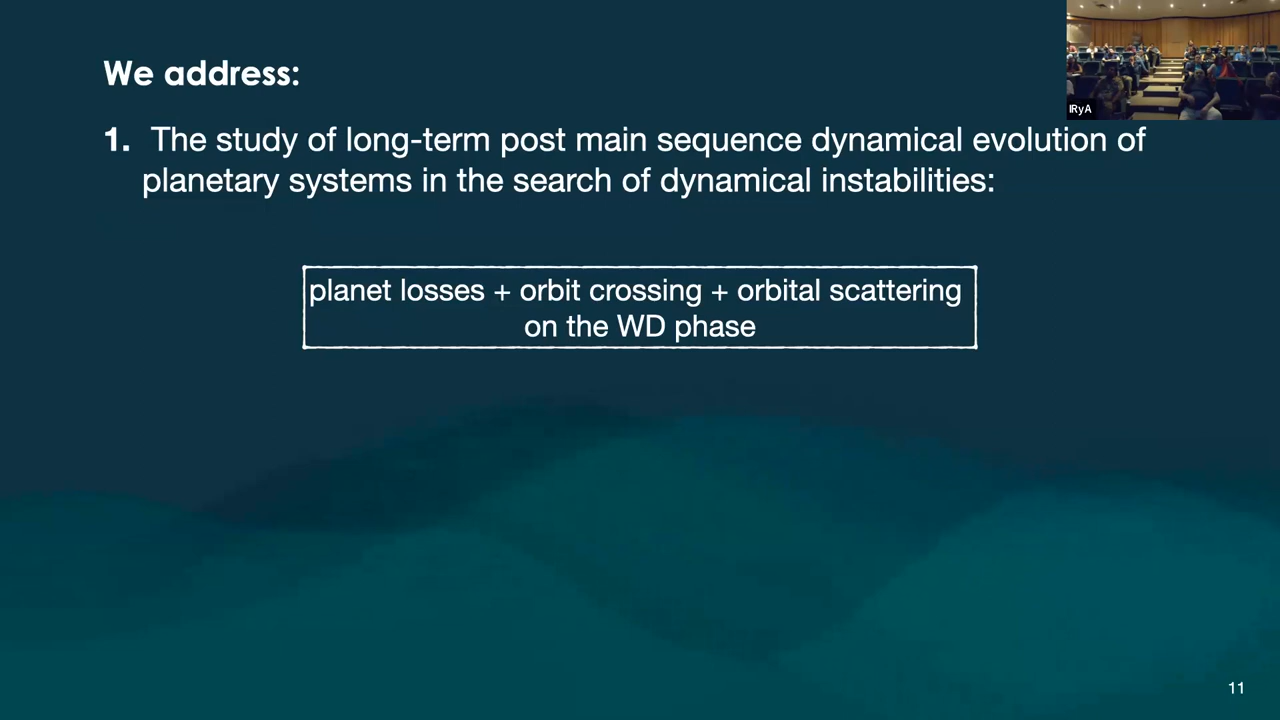 We address:
IRyA
1. The study of long-term post main sequence dynamical evolution of
planetary systems in the search of dynamical instabilities:
planet losses + orbit crossing + orbital scattering
on the WD phase
11